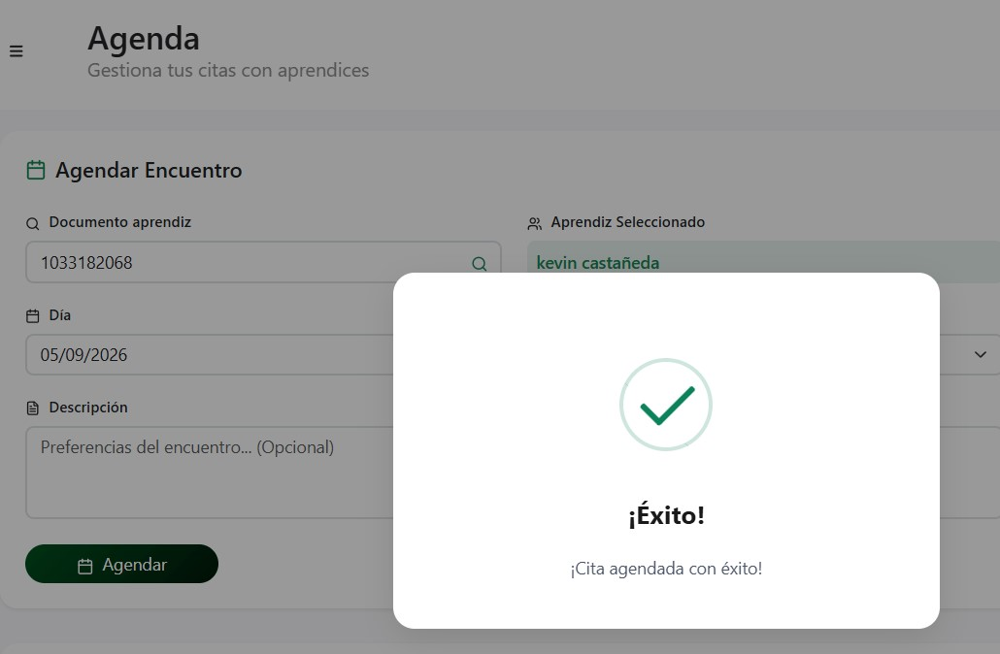 Agenda
Gestiona tus citas con aprendices
Agendar Encuentro
Documento aprendiz
Aprendiz Seleccionado
1033182068
kevin castañeda
Día
05/09/2026
Descripción
Preferencias del encuentro... (Opcional)
Agendar
¡Éxito!
¡Cita agendada con éxito!